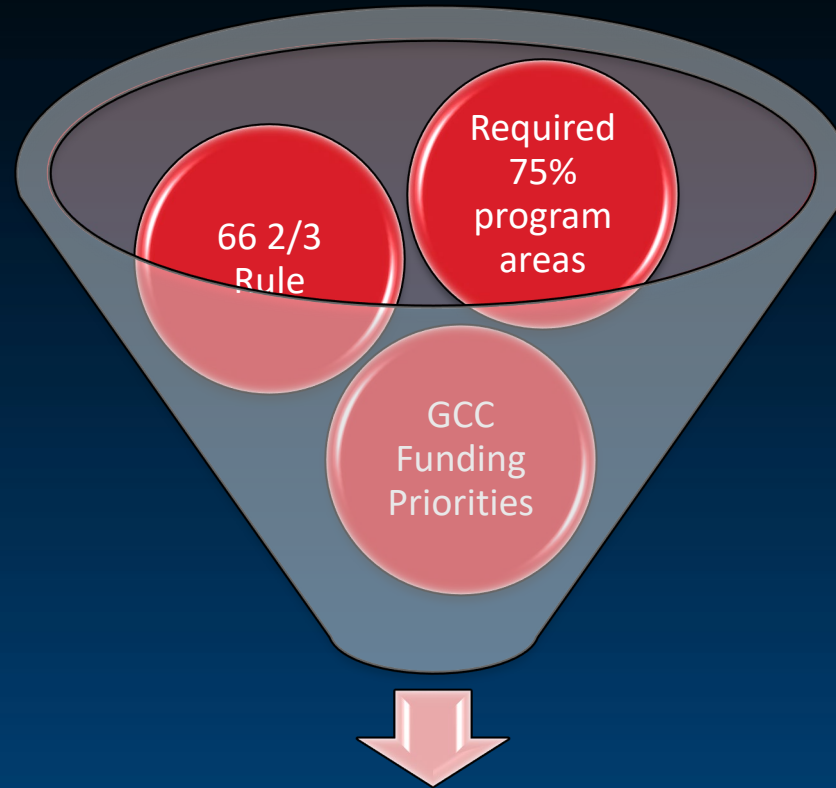 Required
75%
program
areas
66 2/3
Rule
GCC
Funding
Priorities